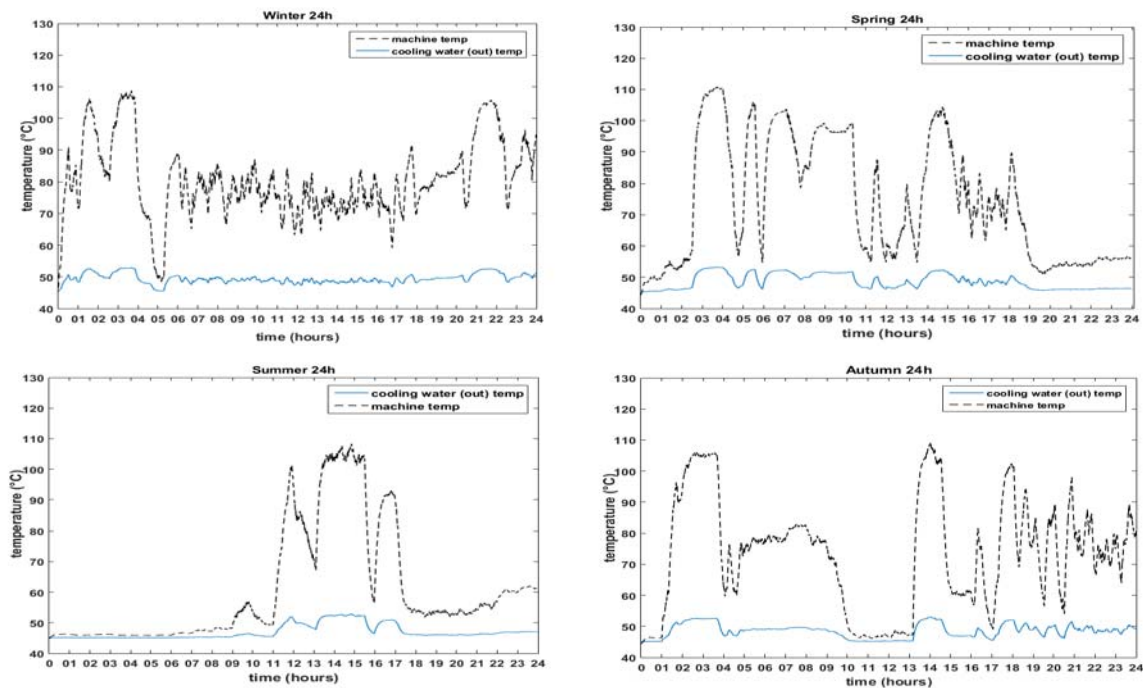 Winter 24h
machine temp
cooling water (out) temp
130
120
110
100
90
80
70
60
50
40
temperature (°C)
0 01 02 03 04 05 06 07 08 09 10 11 12 13 14 15 16 17 18 19 20 21 22 23 24
time (hours)
Spring 24h
machine temp
cooling water (out) temp
130
120
110
100
90
80
70
60
50
40
temperature (°C)
0 01 02 03 04 05 06 07 08 09 10 11 12 13 14 15 16 17 18 19 20 21 22 23 24
time (hours)
Summer 24h
cooling water (out) temp
machine temp
130
120
110
100
90
80
70
60
50
40
temperature (°C)
0 01 02 03 04 05 06 07 08 09 10 11 12 13 14 15 16 17 18 19 20 21 22 23 24
time (hours)
Autumn 24h
cooling water (out) temp
machine temp
130
120
110
100
90
80
70
60
50
40
temperature (°C)
0 01 02 03 04 05 06 07 08 09 10 11 12 13 14 15 16 17 18 19 20 21 22 23 24
time (hours)